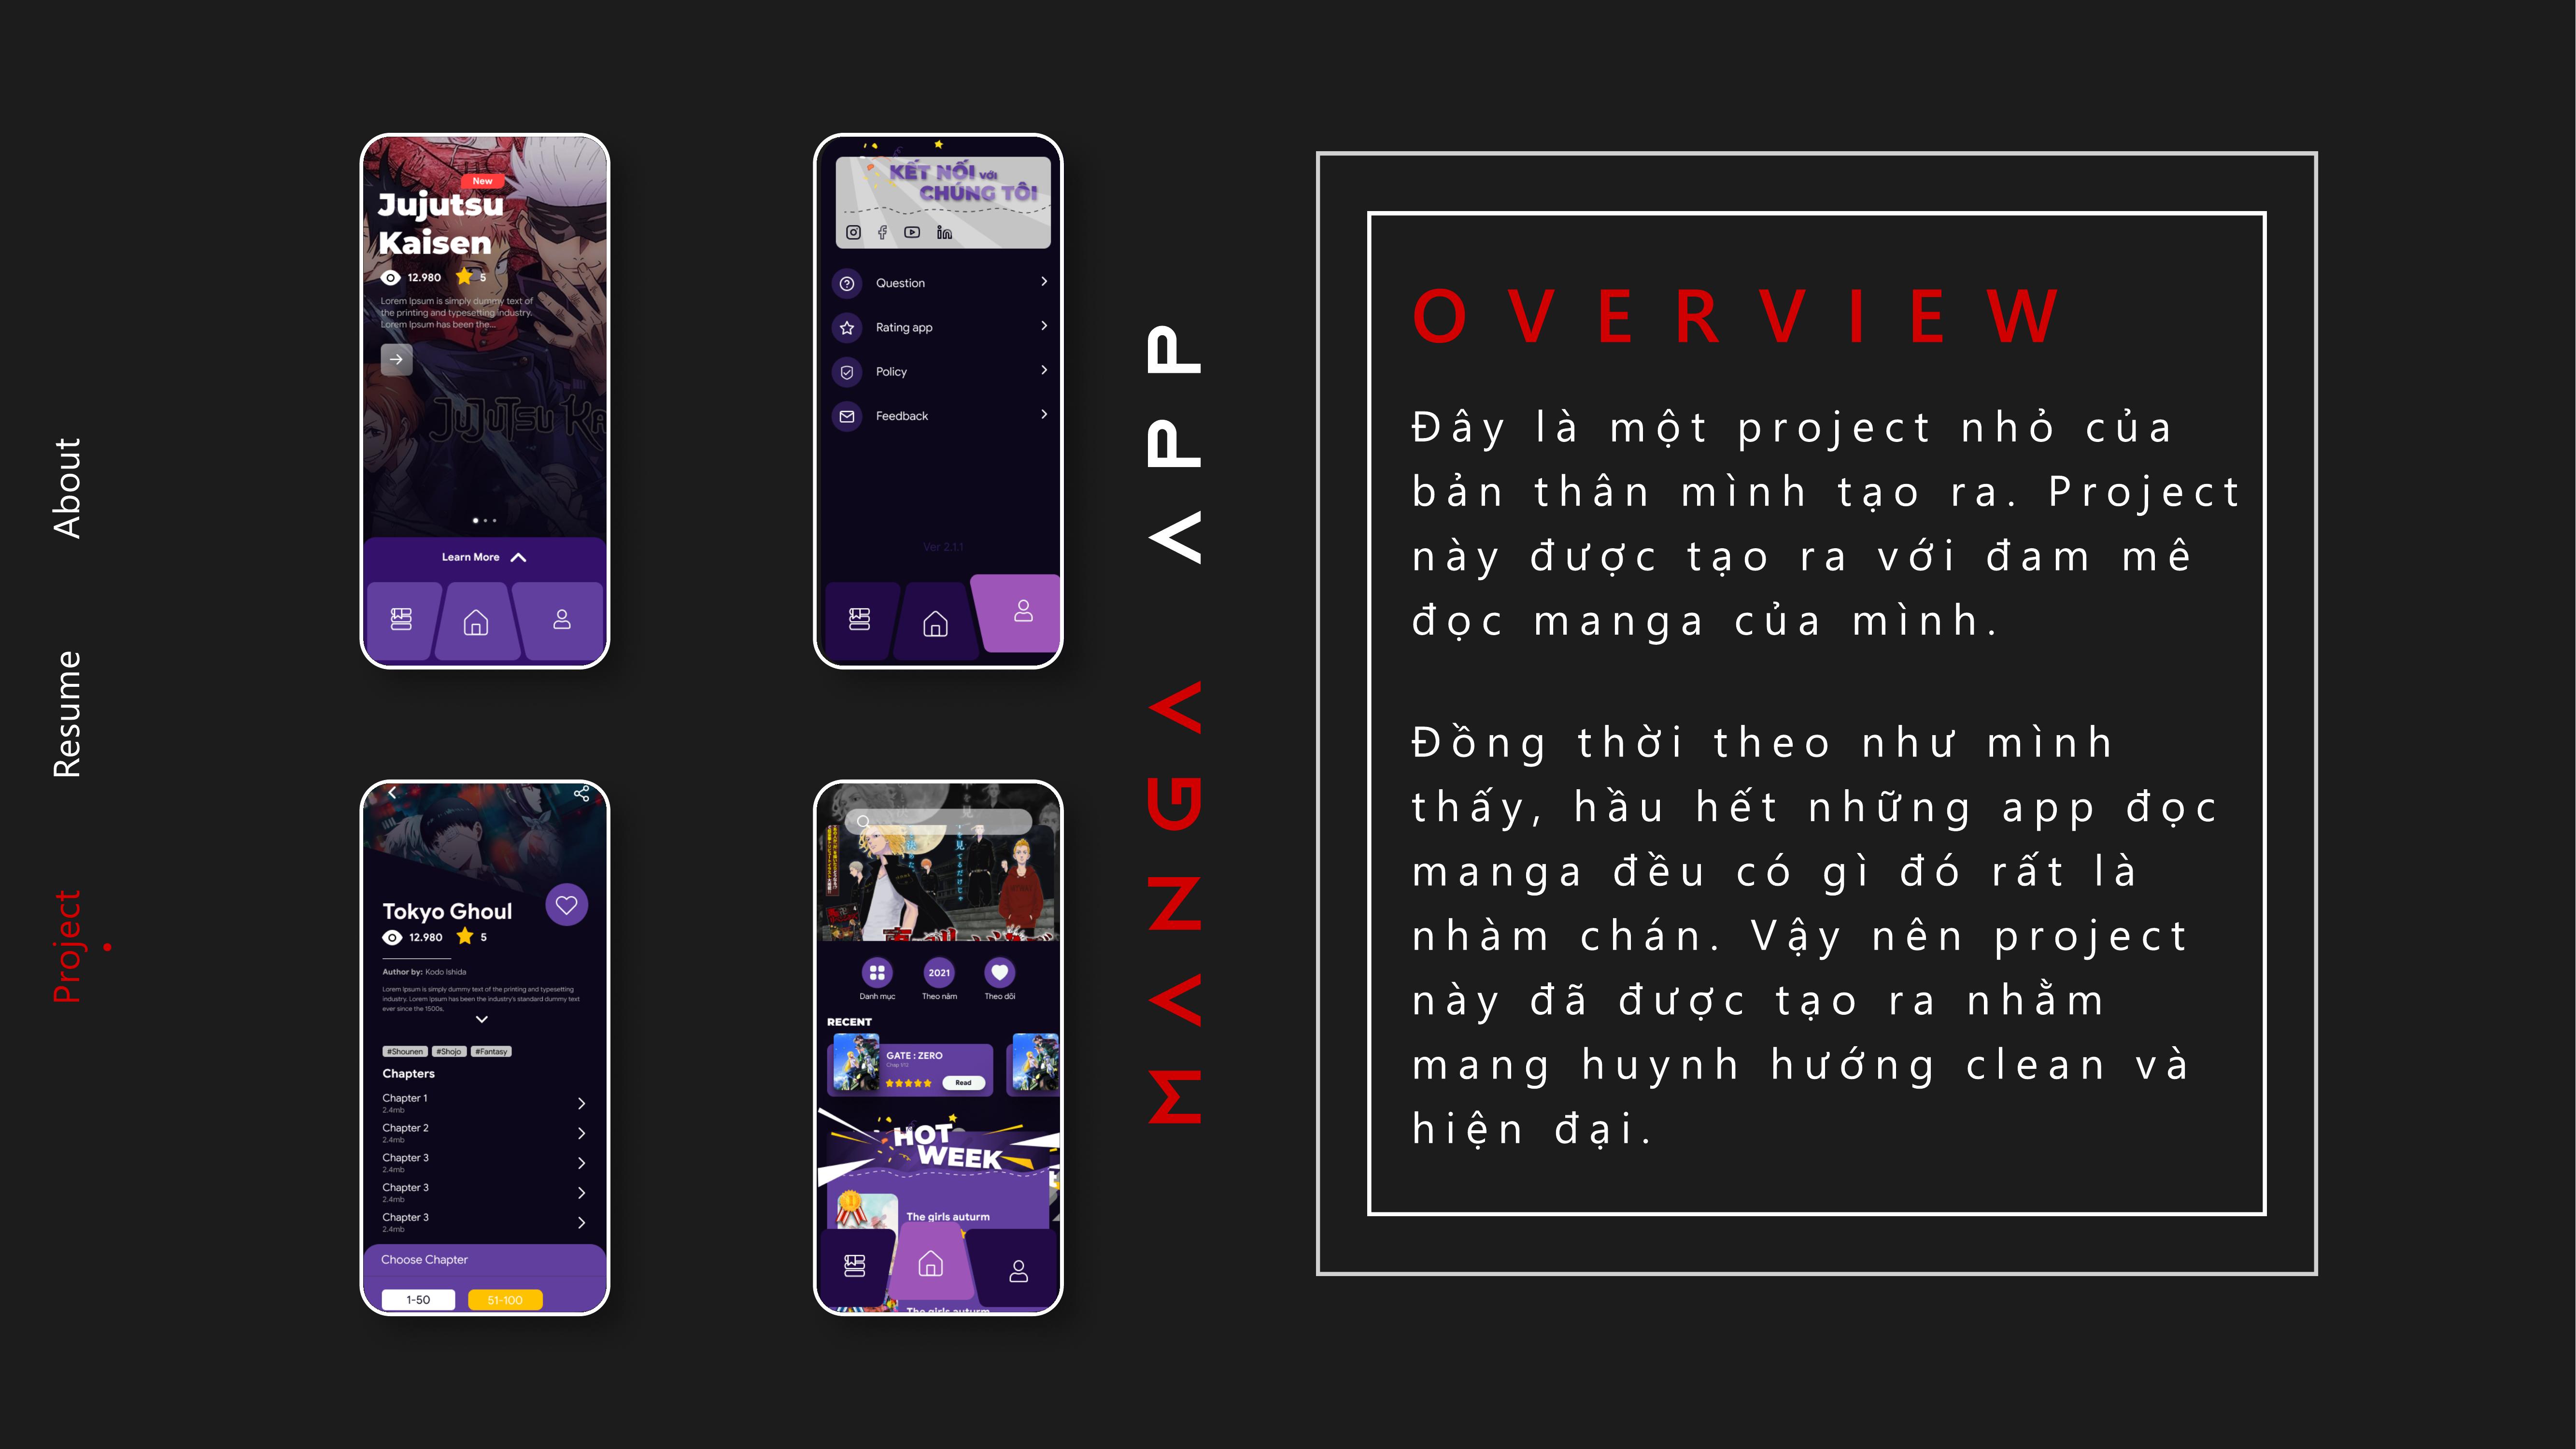 About
Resume
Project
New
Jujutsu
Kaisen
12.980 5
Lorem Ipsum is simply dummy text of
the printing and typesetting industry.
Lorem Ipsum has been the...
Learn More
KẾT NỐI với
CHÚNG TÔI
Question
Rating app
Policy
Feedback
Ver 2.1.1
Tokyo Ghoul
12.980 5
Author by: Kodo Ishida
Lorem Ipsum is simply dummy text of the printing and typesetting
industry. Lorem Ipsum has been the industry's standard dummy text
ever since the 1500s.
#Shounen #Shojo #Fantasy
Chapters
Chapter 1
2.4mb
Chapter 2
2.4mb
Chapter 3
2.4mb
Chapter 3
2.4mb
Chapter 3
2.4mb
Choose Chapter
1-50 51-100
2021
Danh mục Theo năm Theo dõi
RECENT
GATE : ZERO
Read
HOT
WEEK
The girls auturm
The girls auturm
MANGA APP
OVERVIEW
Đây là một project nhỏ của
bản thân mình tạo ra. Project
này được tạo ra với đam mê
đọc manga của mình.
Đồng thời theo như mình
thấy, hầu hết những app đọc
manga đều có gì đó rất là
nhàm chán. Vậy nên project
này đã được tạo ra nhằm
mang huynh hướng clean và
hiện đại.